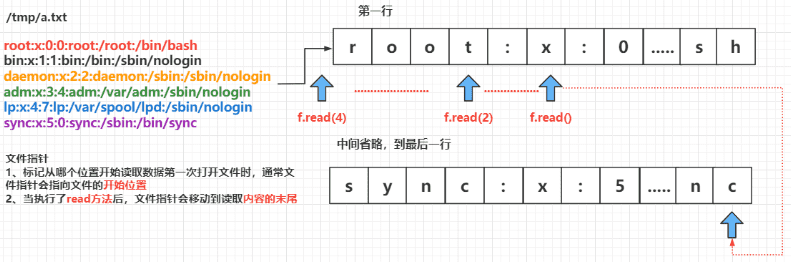 /tmp/a.txt
root:x:0:0:root:/root:/bin/bash
bin:x:1:1:bin:/bin:/sbin/nologin
daemon:x:2:2:daemon:/sbin:/sbin/nologin
adm:x:3:4:adm:/var/adm:/sbin/nologin
lp:x:4:7:lp:/var/spool/lpd:/sbin/nologin
sync:x:5:0:sync:/sbin:/bin/sync
文件指针
1、标记从哪个位置开始读取数据第一次打开文件时，通常文
件指针会指向文件的开始位置
2、当执行了read方法后，文件指针会移动到读取内容的末尾
第一行
r o o t : x : 0 ..... s h
f.read(4) f.read(2) f.read()
中间省略，到最后一行
s y n c : x : 5 ..... n c